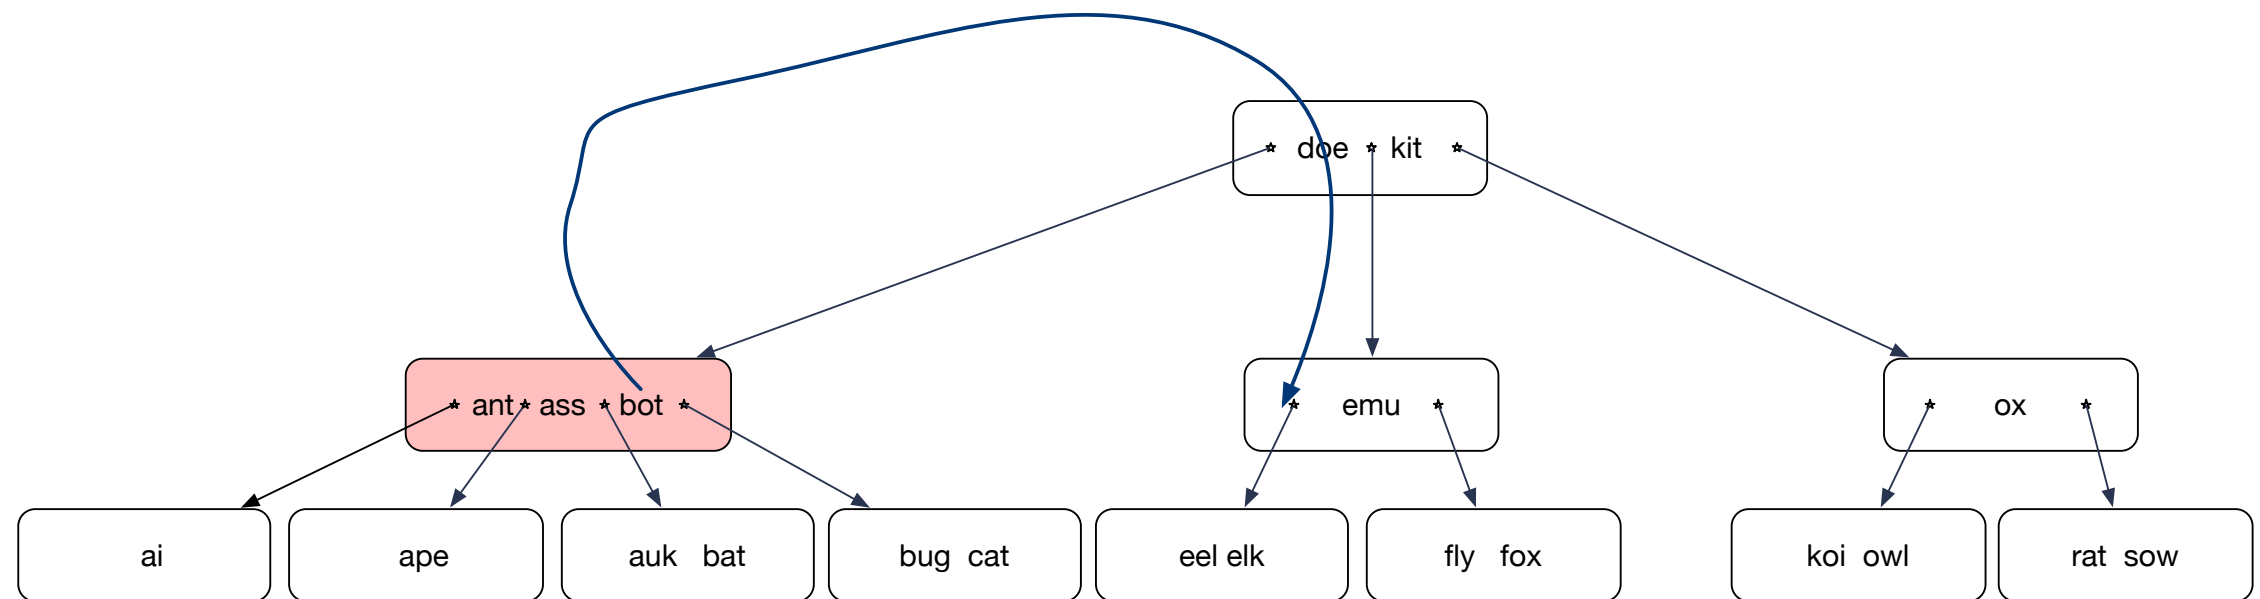 doe kit
ant ass bot
emu
ox
ai
ape
auk bat
bug cat
eel elk
fly fox
koi owl
rat sow